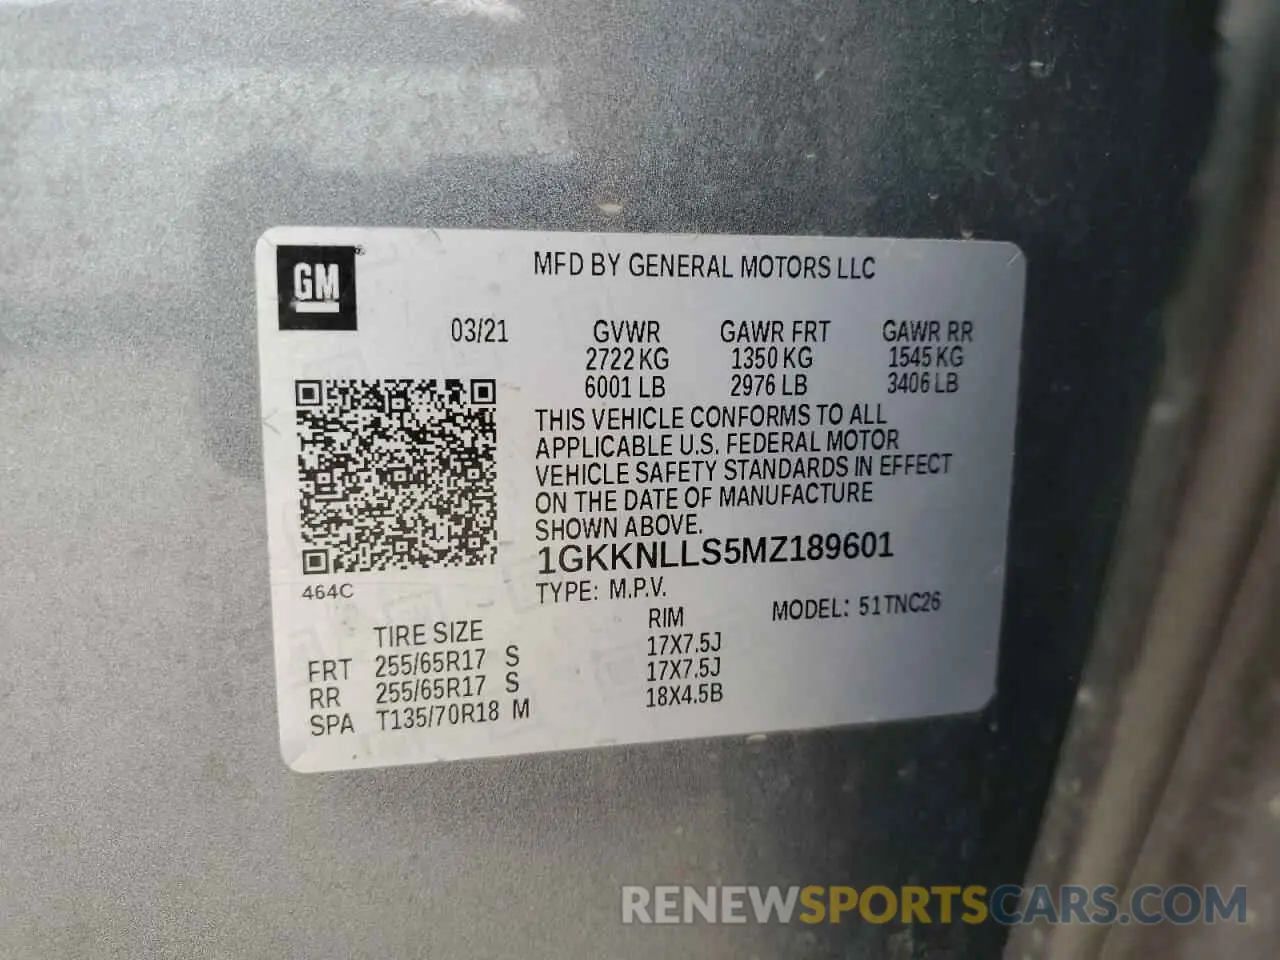 GM ®
MFD BY GENERAL MOTORS LLC
03/21 GVWR GAWR FRT GAWR RR
2722 KG 1350 KG 1545 KG
6001 LB 2976 LB 3406 LB
THIS VEHICLE CONFORMS TO ALL
APPLICABLE U.S. FEDERAL MOTOR
VEHICLE SAFETY STANDARDS IN EFFECT
ON THE DATE OF MANUFACTURE
SHOWN ABOVE.
1GKKNLLS5MZ189601
464C
TYPE: M.P.V. MODEL: 51TNC26
TIRE SIZE RIM
FRT 255/65R17 S 17X7.5J
RR 255/65R17 S 17X7.5J
SPA T135/70R18 M 18X4.5B
RENEWSPORTSCARS.COM